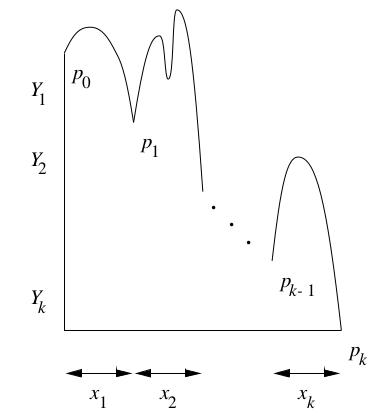 p0
Y1
p1
Y2
. . .
pk-1
Yk
pk
x1 x2 xk